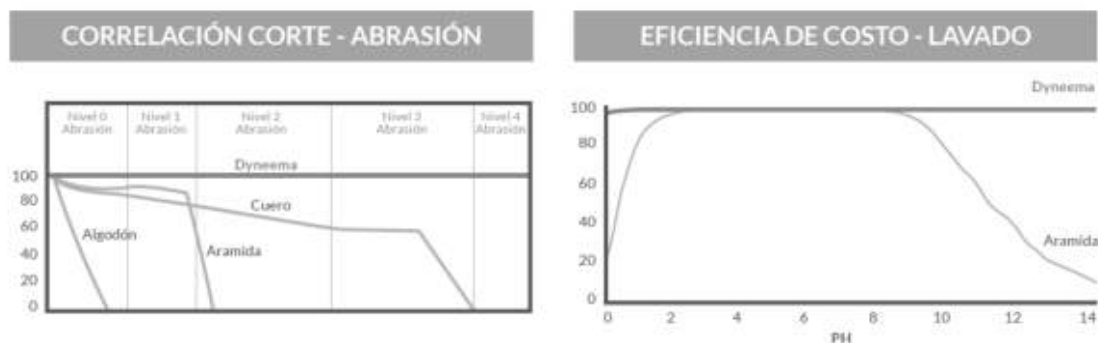 CORRELACIÓN CORTE - ABRASIÓN
Nivel 0 Abrasión
Nivel 1 Abrasión
Nivel 2 Abrasión
Nivel 3 Abrasión
Nivel 4 Abrasión
Dyneema
100
80
60
40
20
0
Algodón
Cuero
Aramida
EFICIENCIA DE COSTO - LAVADO
Dyneema
100
80
60
40
20
0
Aramida
0 2 4 6 8 10 12 14
PH